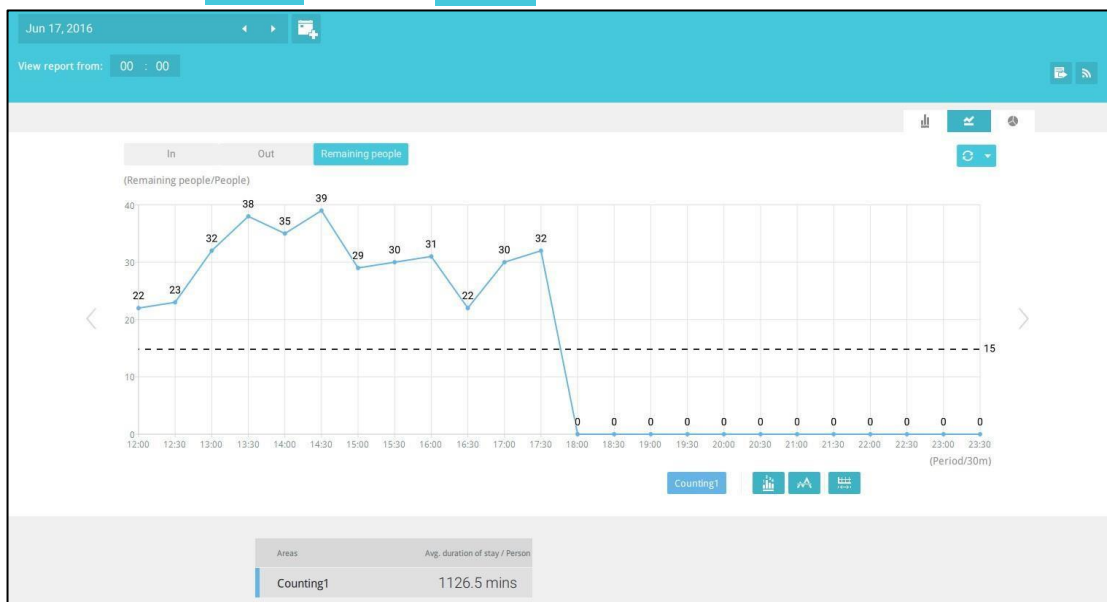 Jun 17, 2016
View report from: 00 : 00
In Out Remaining people
(Remaining people/People)
40
30
20
10
0
22 23 32 38 35 39 29 30 31 22 30 32 0 0 0 0 0 0 0 0 0 0 0 0
15
12:00 12:30 13:00 13:30 14:00 14:30 15:00 15:30 16:00 16:30 17:00 17:30 18:00 18:30 19:00 19:30 20:00 20:30 21:00 21:30 22:00 22:30 23:00 23:30
(Period/30m)
Counting1
Areas Avg. duration of stay / Person
Counting1 1126.5 mins